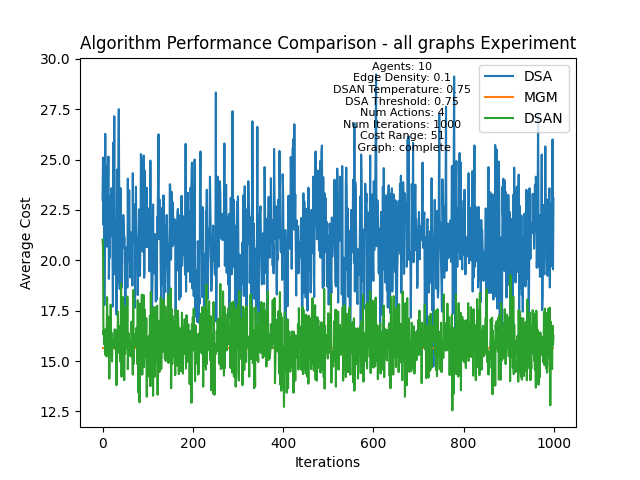 Algorithm Performance Comparison - all graphs Experiment
30.0
27.5
25.0
22.5
20.0
17.5
15.0
12.5
Average Cost
Agents: 10
Edge Density: 0.1
DSAN Temperature: 0.75
DSA Threshold: 0.75
Num Actions: 4
Num Iterations: 1000
Cost Range: 51
Graph: complete
DSA
MGM
DSAN
0
200
400
600
800
1000
Iterations